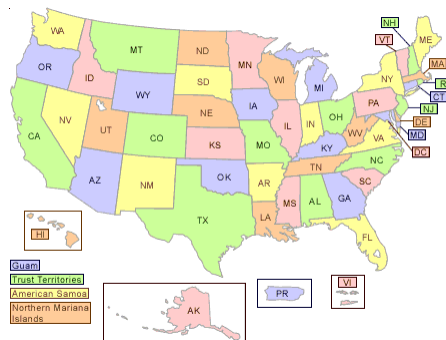 WA
MT
ND
MN
ME
NH
VT
OR
ID
WY
SD
WI
MI
NY
MA
R
CT
NV
UT
CO
NE
IA
IL
IN
OH
PA
NJ
DE
MD
DC
CA
AZ
NM
KS
OK
MO
AR
KY
WV
VA
TN
NC
SC
TX
LA
MS
AL
GA
FL
HI
Guam
Trust Territories
American Samoa
Northern Mariana
Islands
AK
PR
VI